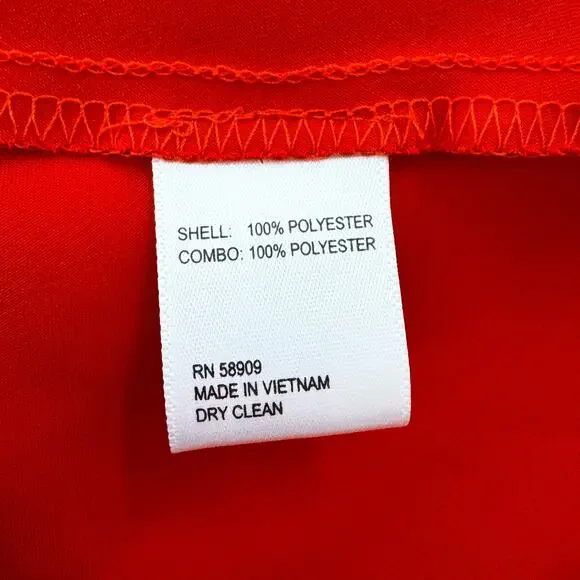 SHELL: 100% POLYESTER
COMBO: 100% POLYESTER
RN 58909
MADE IN VIETNAM
DRY CLEAN